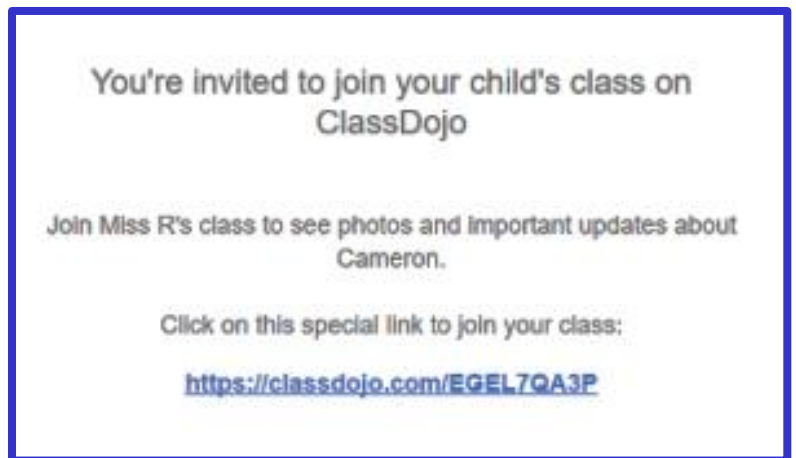 You're invited to join your child's class on
ClassDojo
Join Miss R's class to see photos and important updates about
Cameron.
Click on this special link to join your class:
https://classdojo.com/EGEL7QA3P